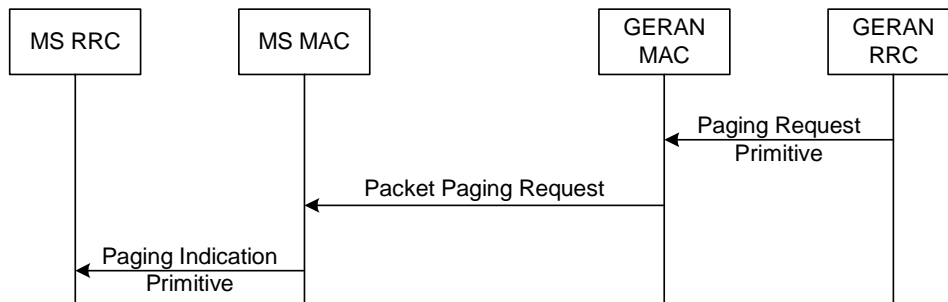 MS RRC
MS MAC
GERAN
MAC
GERAN
RRC
Paging Request
Primitive
Packet Paging Request
Paging Indication
Primitive